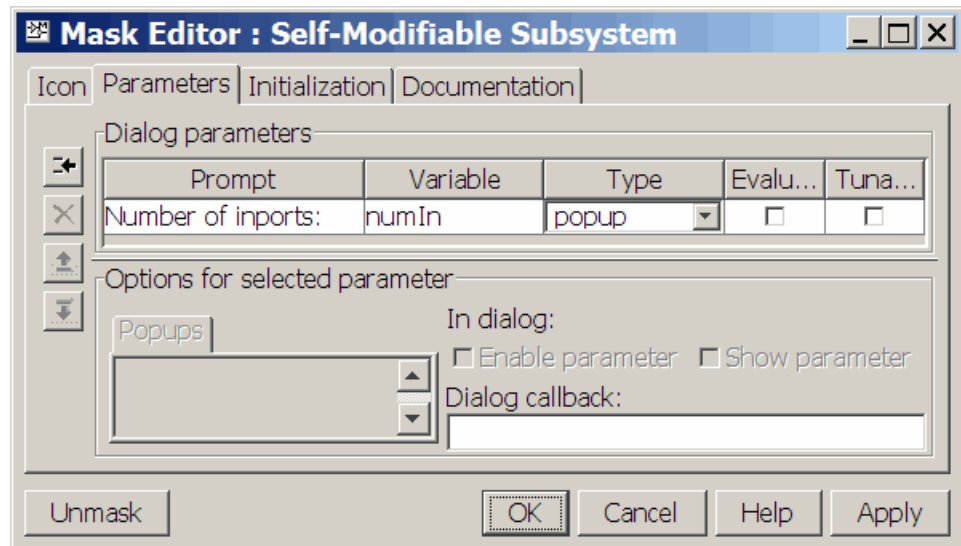 Mask Editor : Self-Modifiable Subsystem
Icon Parameters Initialization Documentation
Dialog parameters
Prompt Variable Type Evalu... Tuna...
Number of inports: numIn popup
Options for selected parameter
Popups
In dialog:
Enable parameter Show parameter
Dialog callback:
Unmask OK Cancel Help Apply